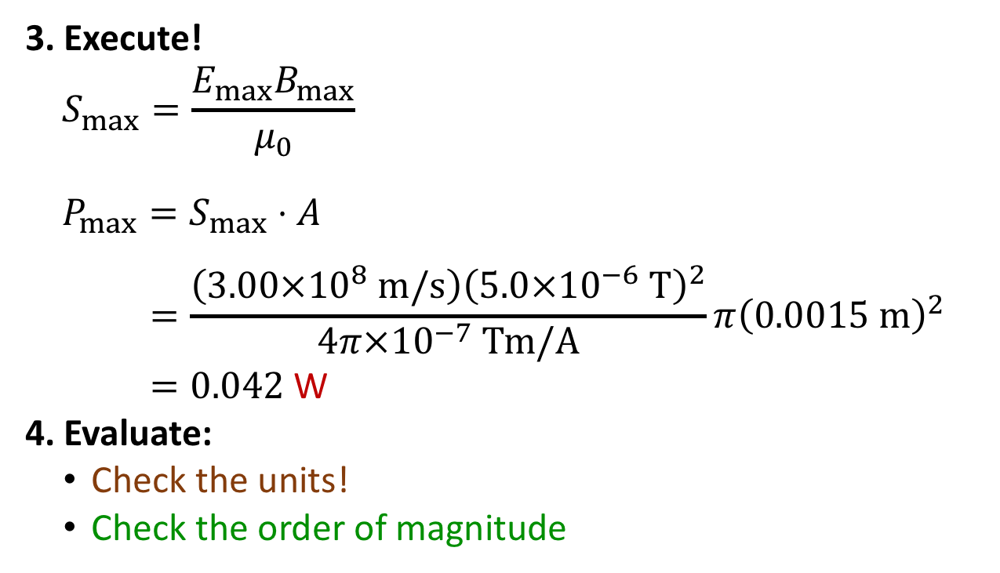 3. Execute!
S_max = E_max B_max / μ_0
P_max = S_max · A
= (3.00×10^8 m/s)(5.0×10^−6 T)^2 / 4π×10^−7 Tm/A π(0.0015 m)^2
= 0.042 W
4. Evaluate:
• Check the units!
• Check the order of magnitude